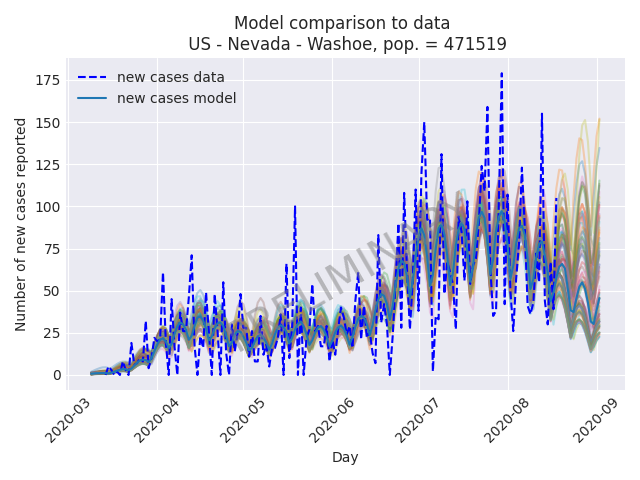 Model comparison to data
US - Nevada - Washoe, pop. = 471519
new cases data
new cases model
Number of new cases reported
175
150
125
100
75
50
25
0
PRELIMINARY
2020-03
2020-04
2020-05
2020-06
2020-07
2020-08
2020-09
Day